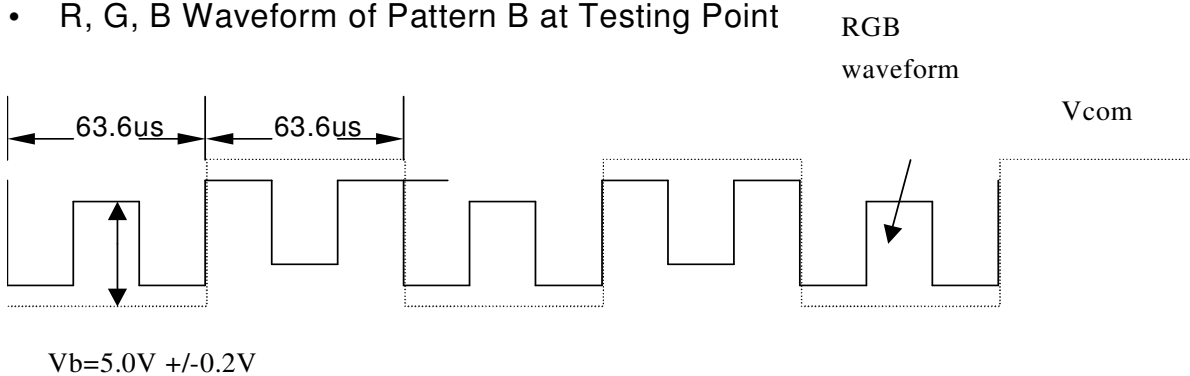 • R, G, B Waveform of Pattern B at Testing Point
RGB
waveform
Vcom
63.6us 63.6us
Vb=5.0V +/-0.2V